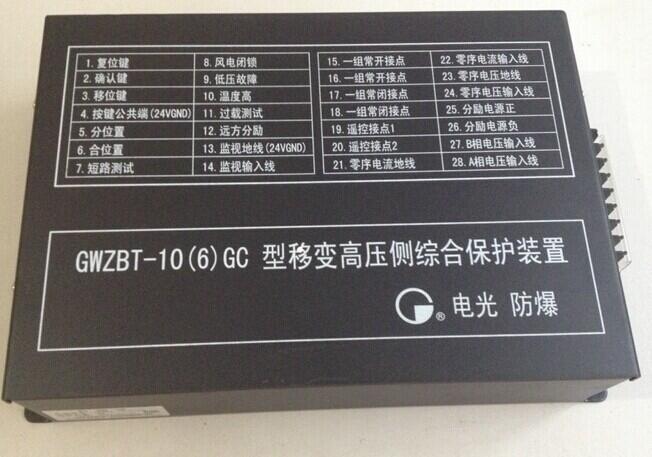 1. 复位键
2. 确认键
3. 移位键
4. 按键公共端(24VGND)
5. 分位置
6. 合位置
7. 短路测试
8. 风电闭锁
9. 低压故障
10. 温度高
11. 过载测试
12. 远方分励
13. 监视地线(24VGND)
14. 监视输入线
15. 一组常开接点
16. 一组常开接点
17. 一组常闭接点
18. 一组常闭接点
19. 遥控接点1
20. 遥控接点2
21. 零序电流地线
22. 零序电流输入线
23. 零序电压地线
24. 零序电压输入线
25. 分励电源正
26. 分励电源负
27. B相电压输入线
28. A相电压输入线
GWZBT-10(6)GC 型移变高压侧综合保护装置
® 电光 防爆